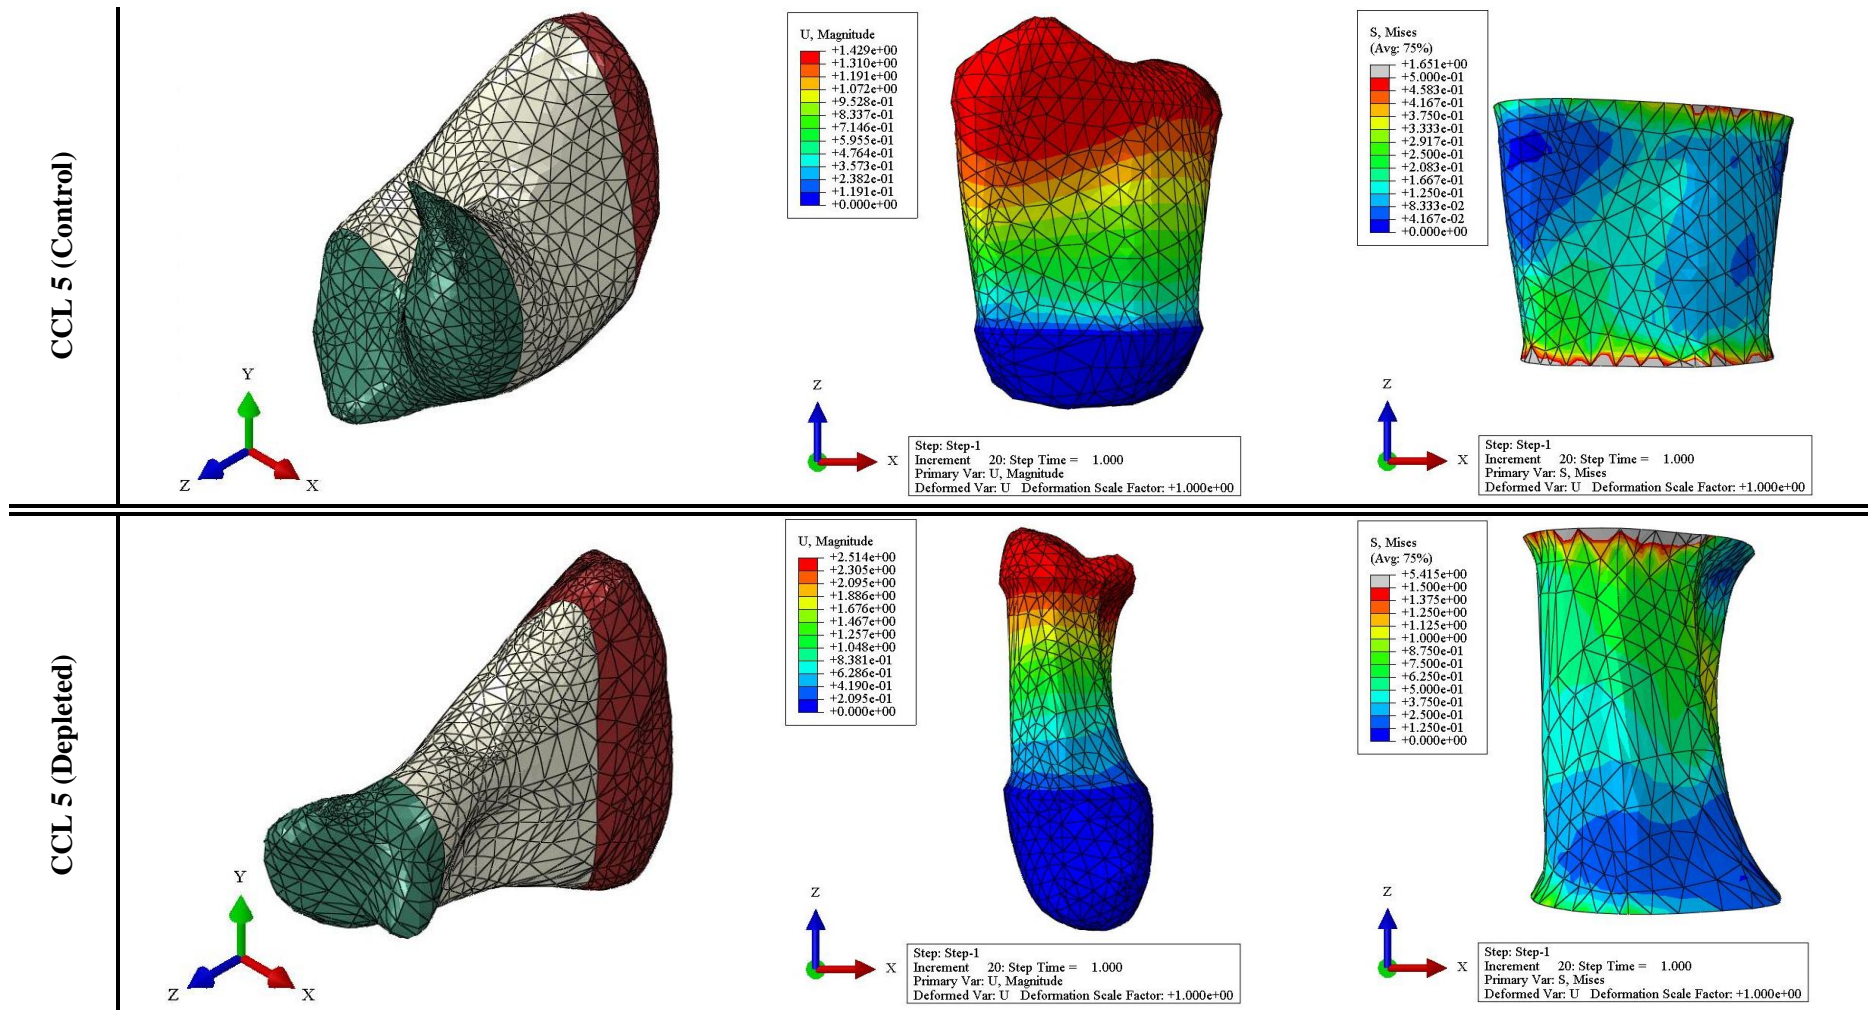 CCL 5 (Control)
Y
Z
X
U, Magnitude
+1.429e+00
+1.310e+00
+1.191e+00
+1.072e+00
+9.528e-01
+8.337e-01
+7.146e-01
+5.955e-01
+4.764e-01
+3.573e-01
+2.382e-01
+1.191e-01
+0.000e+00
Z
X
Step: Step-1
Increment 20: Step Time = 1.000
Primary Var: U, Magnitude
Deformed Var: U Deformation Scale Factor: +1.000e+00
S, Mises
(Avg: 75%)
+1.651e+00
+5.000e-01
+4.583e-01
+4.167e-01
+3.750e-01
+3.333e-01
+2.917e-01
+2.500e-01
+2.083e-01
+1.667e-01
+1.250e-01
+8.333e-02
+4.167e-02
+0.000e+00
Z
X
Step: Step-1
Increment 20: Step Time = 1.000
Primary Var: S, Mises
Deformed Var: U Deformation Scale Factor: +1.000e+00
CCL 5 (Depleted)
Y
Z
X
U, Magnitude
+2.514e+00
+2.305e+00
+2.095e+00
+1.886e+00
+1.676e+00
+1.467e+00
+1.257e+00
+1.048e+00
+8.381e-01
+6.286e-01
+4.190e-01
+2.095e-01
+0.000e+00
Z
X
Step: Step-1
Increment 20: Step Time = 1.000
Primary Var: U, Magnitude
Deformed Var: U Deformation Scale Factor: +1.000e+00
S, Mises
(Avg: 75%)
+5.415e+00
+1.500e+00
+1.375e+00
+1.250e+00
+1.125e+00
+1.000e+00
+8.750e-01
+7.500e-01
+6.250e-01
+5.000e-01
+3.750e-01
+2.500e-01
+1.250e-01
+0.000e+00
Z
X
Step: Step-1
Increment 20: Step Time = 1.000
Primary Var: S, Mises
Deformed Var: U Deformation Scale Factor: +1.000e+00